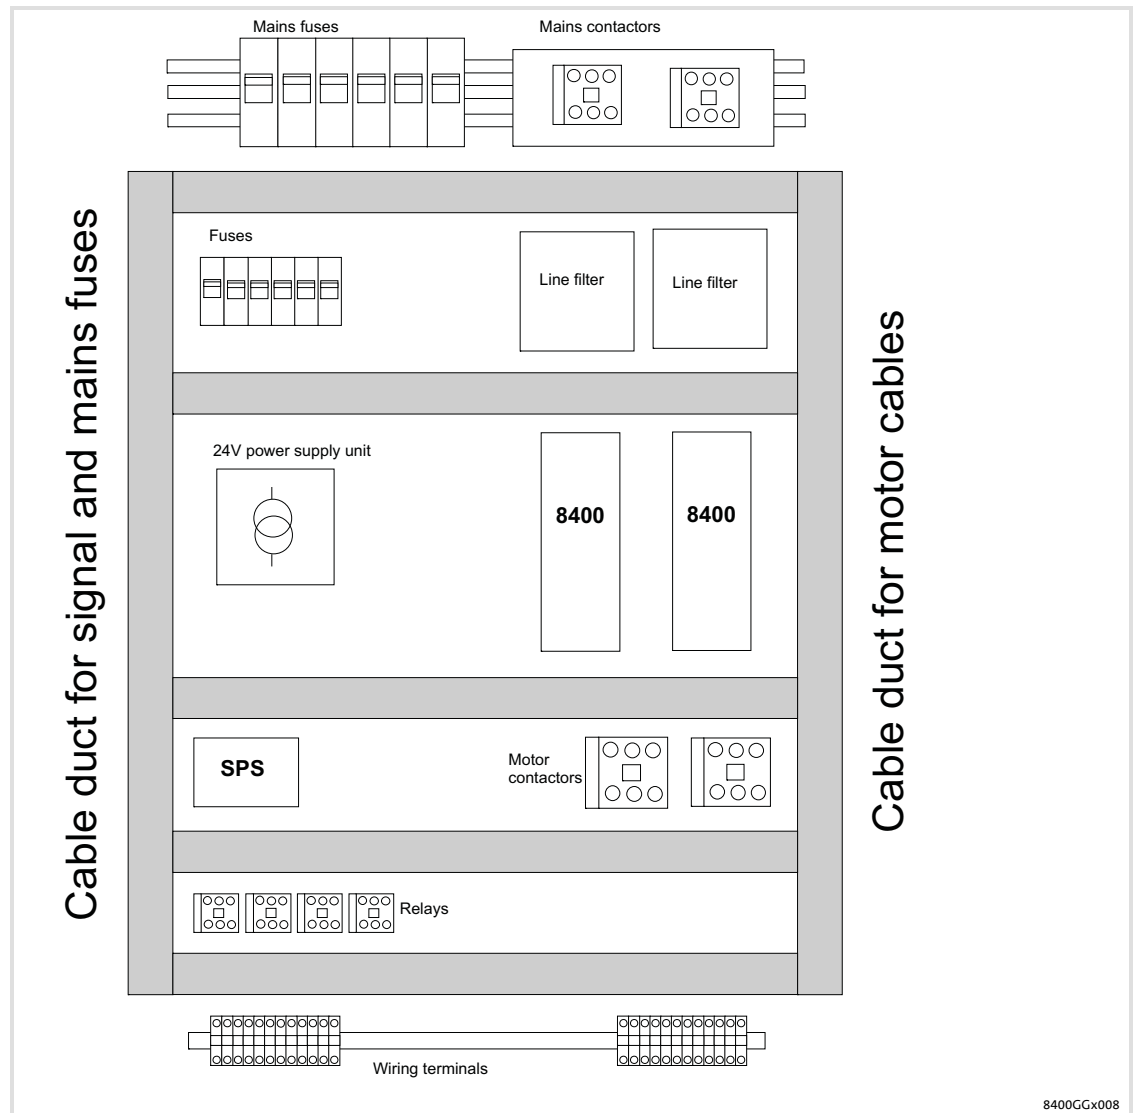 Mains fuses
Mains contactors
Cable duct for signal and mains fuses
Fuses
Line filter
Line filter
Cable duct for motor cables
24V power supply unit
8400
8400
SPS
Motor
contactors
Relays
Wiring terminals
8400GGx008